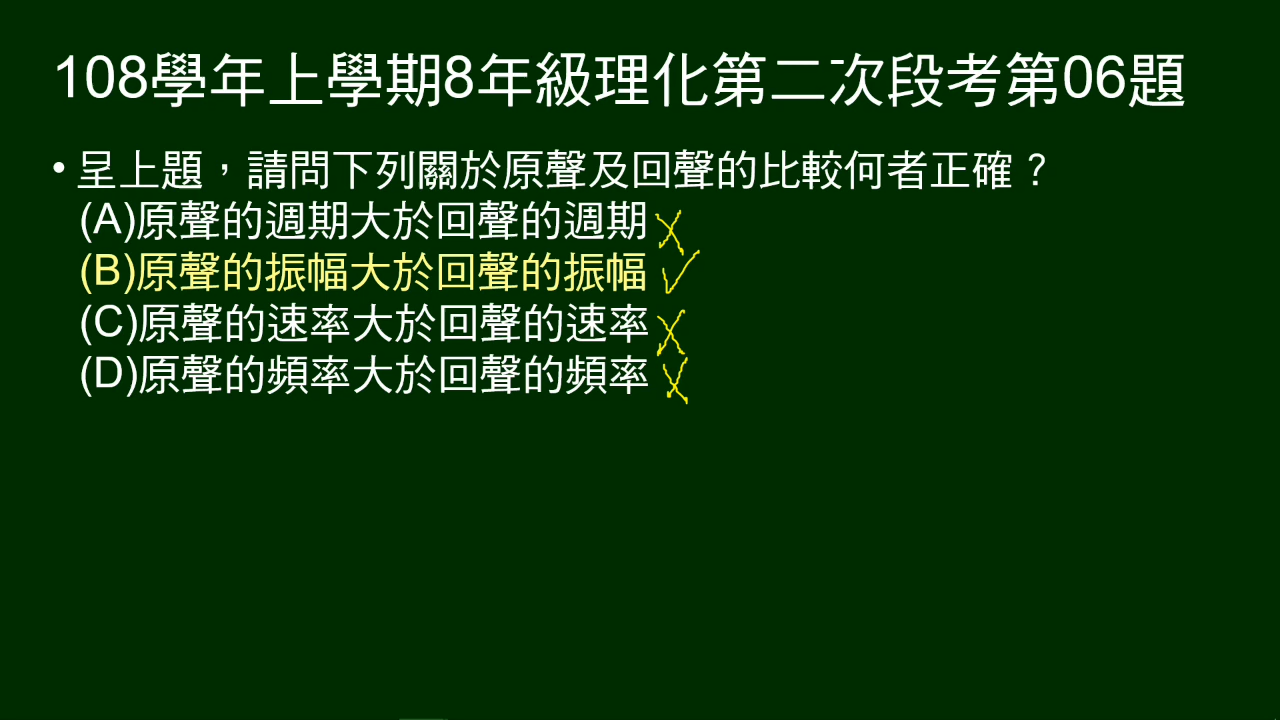 108學年上學期8年級理化第二次段考第06題
•呈上題，請問下列關於原聲及回聲的比較何者正確？
(A)原聲的週期大於回聲的週期
(B)原聲的振幅大於回聲的振幅
(C)原聲的速率大於回聲的速率
(D)原聲的頻率大於回聲的頻率